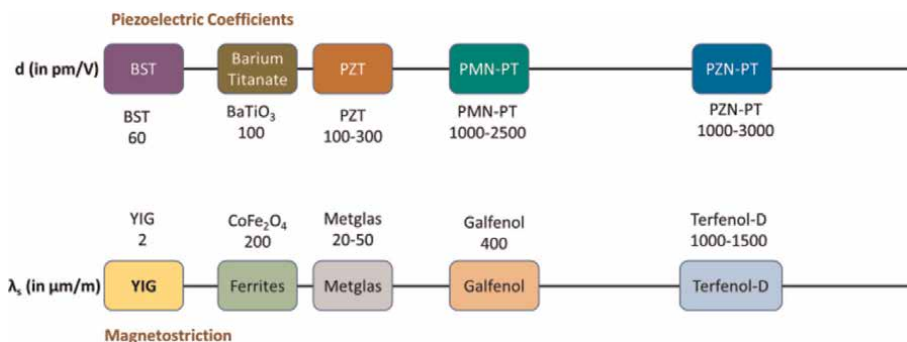 Piezoelectric Coefficients
d (in pm/V)
BST
Barium
Titanate
PZT
PMN-PT
PZN-PT
BST
60
BaTiO₃
100
PZT
100-300
PMN-PT
1000-2500
PZN-PT
1000-3000
YIG
2
CoFe₂O₄
200
Metglas
20-50
Galfenol
400
Terfenol-D
1000-1500
λs (in μm/m)
YIG
Ferrites
Metglas
Galfenol
Terfenol-D
Magnetostriction